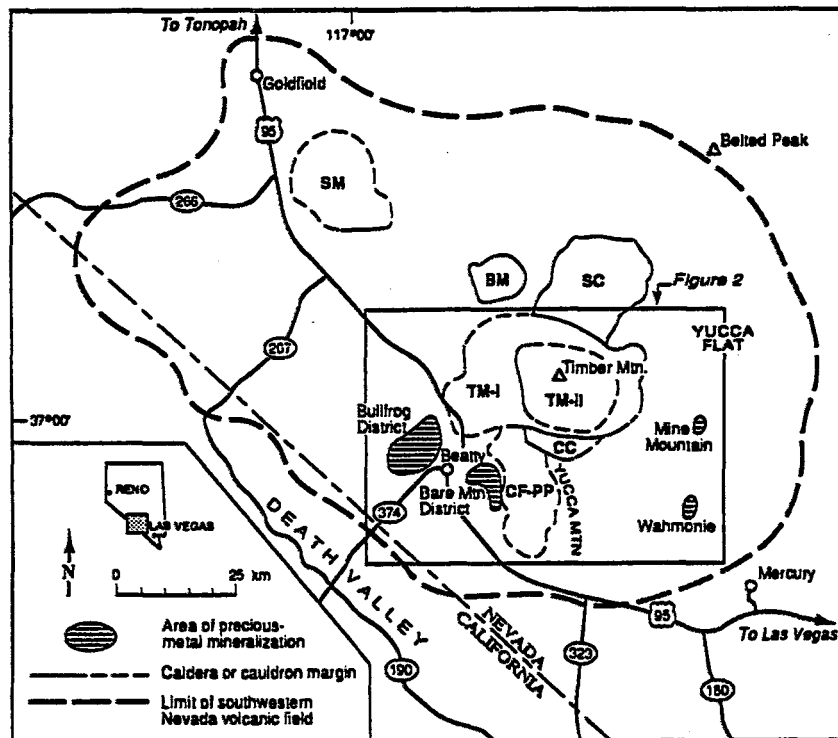 To Tonopah
117°00'
Goldfield
95
Belted Peak
SM
266
BM
SC
Figure 2
YUCCA
FLAT
267
Timber Mtn.
TM-I
TM-II
37°00'
Bullfrog
District
Mine
Mountain
CC
Beatty
Bare Mtn.
District
CF-PP
YUCCA MTN
RENO
LAS VEGAS
374
Wahmonie
DEATH VALLEY
N
0 25 km
Mercury
NEVADA
CALIFORNIA
95
To Las Vegas
Area of precious-
metal mineralization
Caldera or cauldron margin
190
323
160
Limit of southwestern
Nevada volcanic field